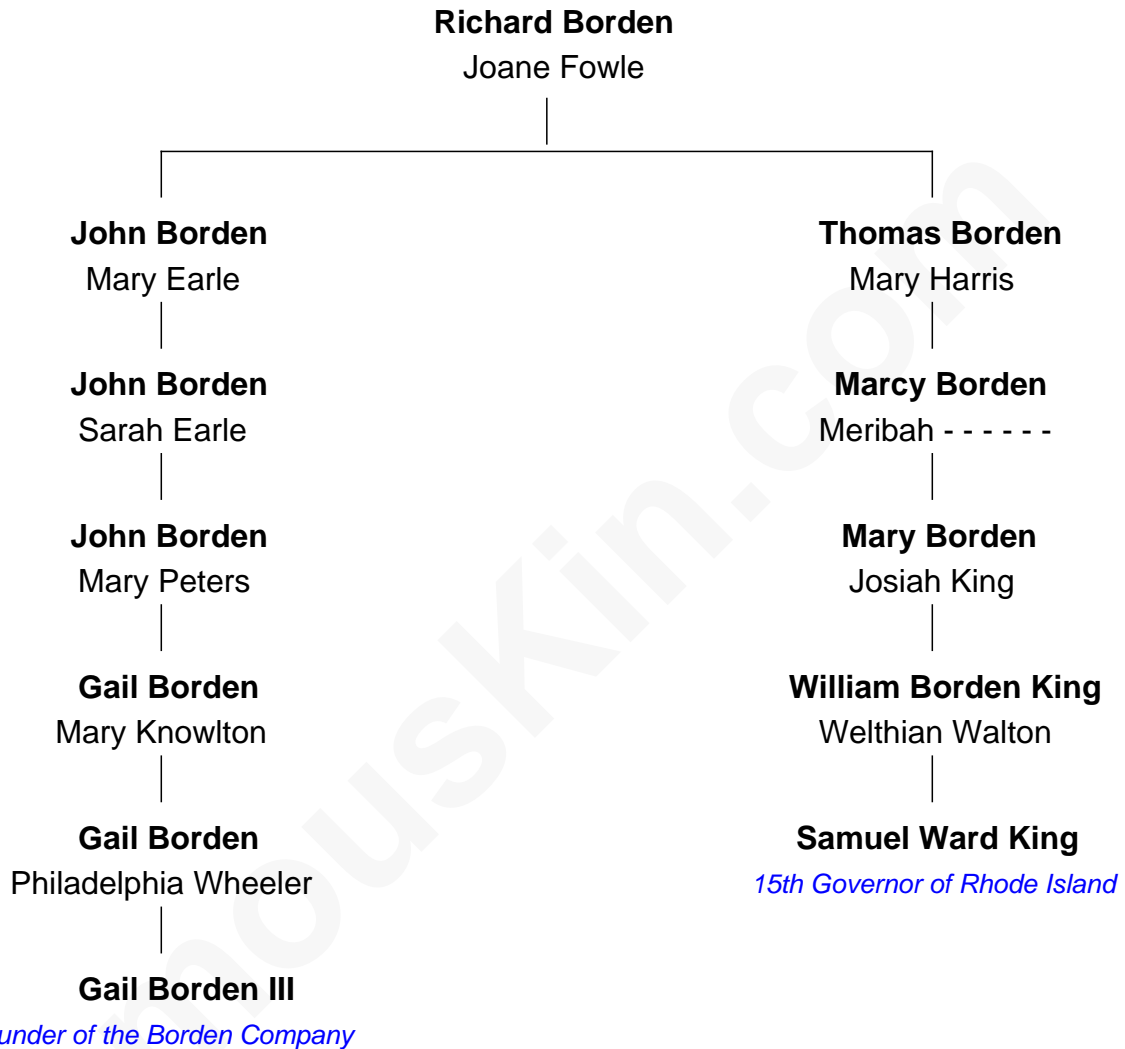 Richard Borden
Joane Fowle
John Borden
Mary Earle
Thomas Borden
Mary Harris
John Borden
Sarah Earle
Marcy Borden
Meribah - - - - - -
John Borden
Mary Peters
Mary Borden
Josiah King
Gail Borden
Mary Knowlton
William Borden King
Welthian Walton
Gail Borden
Philadelphia Wheeler
Samuel Ward King
15th Governor of Rhode Island
Gail Borden III
under of the Borden Company
mousKin.com